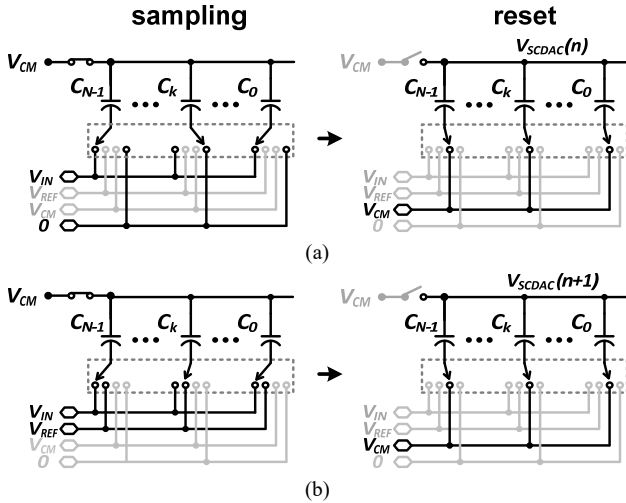 sampling
reset
V_CM
C_N-1
C_k
C_0
V_IN
V_REF
V_CM
0
V_CM
V_SCDAC(n)
C_N-1
C_k
C_0
V_IN
V_REF
V_CM
0
(a)
V_CM
C_N-1
C_k
C_0
V_IN
V_REF
V_CM
0
V_CM
V_SCDAC(n+1)
C_N-1
C_k
C_0
V_IN
V_REF
V_CM
0
(b)